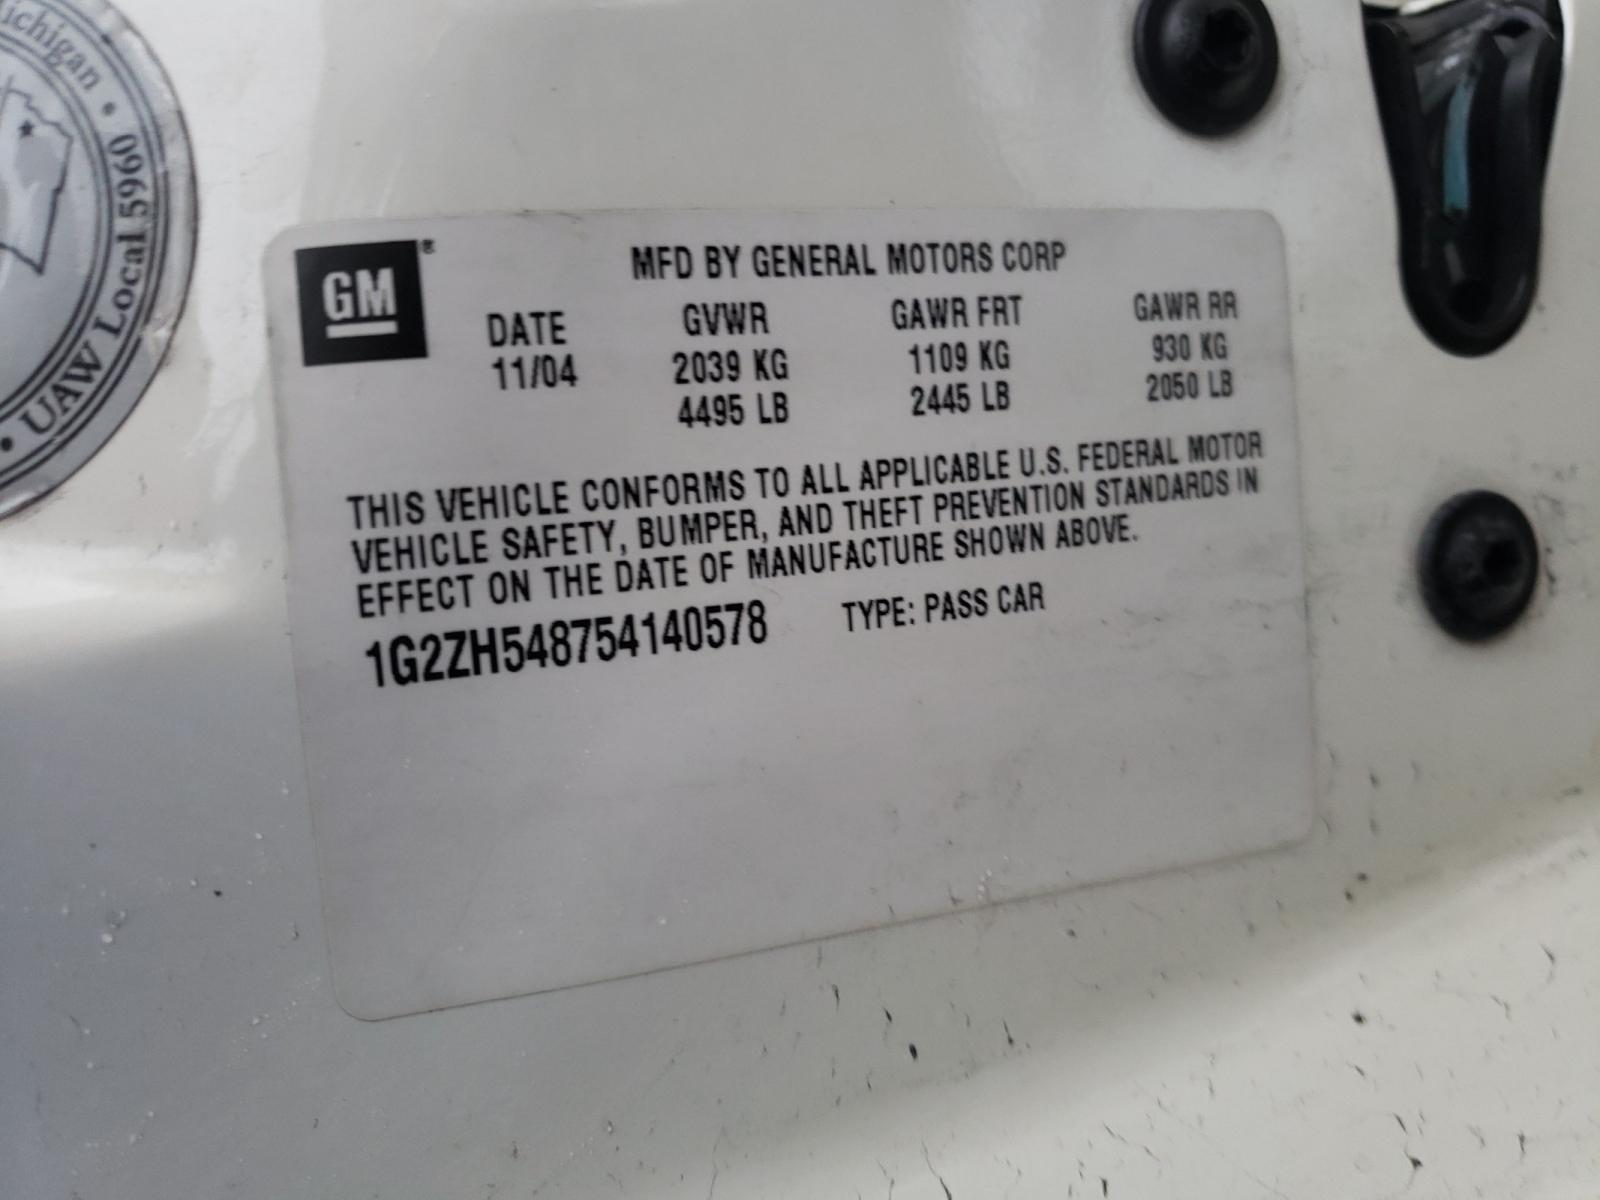 ichigan • UAW Local 5960 •
GM®
MFD BY GENERAL MOTORS CORP
DATE GVWR GAWR FRT GAWR RR
11/04 2039 KG 1109 KG 930 KG
4495 LB 2445 LB 2050 LB
THIS VEHICLE CONFORMS TO ALL APPLICABLE U.S. FEDERAL MOTOR
VEHICLE SAFETY, BUMPER, AND THEFT PREVENTION STANDARDS IN
EFFECT ON THE DATE OF MANUFACTURE SHOWN ABOVE.
1G2ZH548754140578 TYPE: PASS CAR